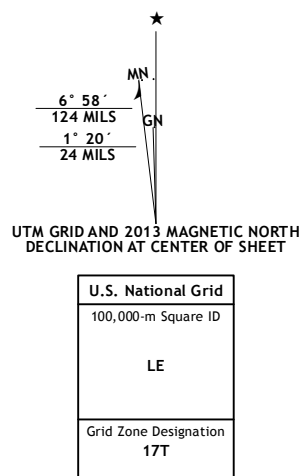 ★
MN
6° 58´
124 MILS
GN
1° 20´
24 MILS
UTM GRID AND 2013 MAGNETIC NORTH
DECLINATION AT CENTER OF SHEET
U.S. National Grid
100,000-m Square ID
LE
Grid Zone Designation
17T